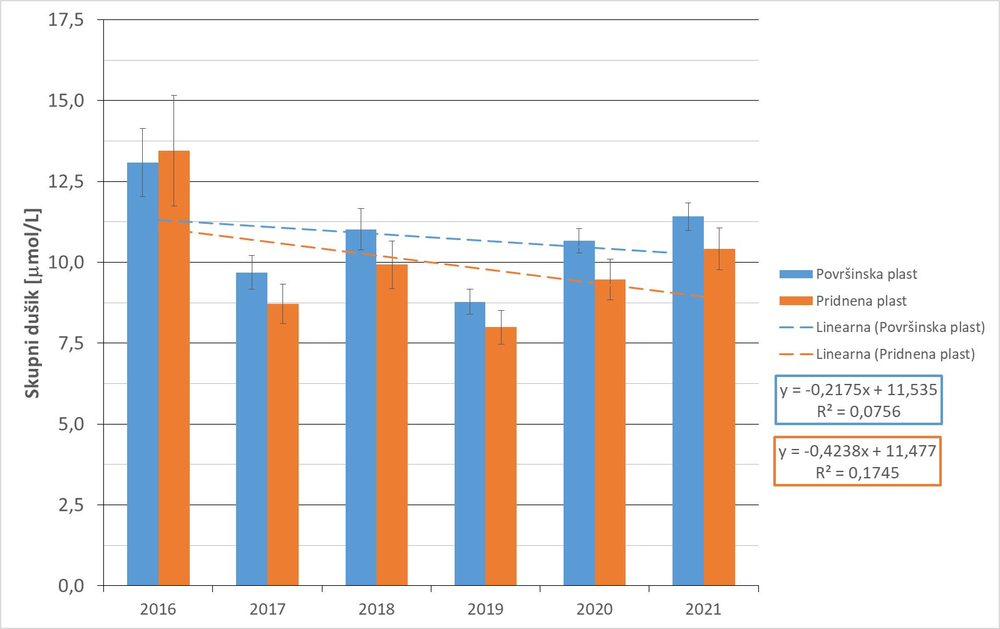 Skupni dušik [µmol/L]
17,5
15,0
12,5
10,0
7,5
5,0
2,5
0,0
2016
2017
2018
2019
2020
2021
Površinska plast
Pridnena plast
Linearna (Površinska plast)
Linearna (Pridnena plast)
y = -0,2175x + 11,535
R² = 0,0756
y = -0,4238x + 11,477
R² = 0,1745